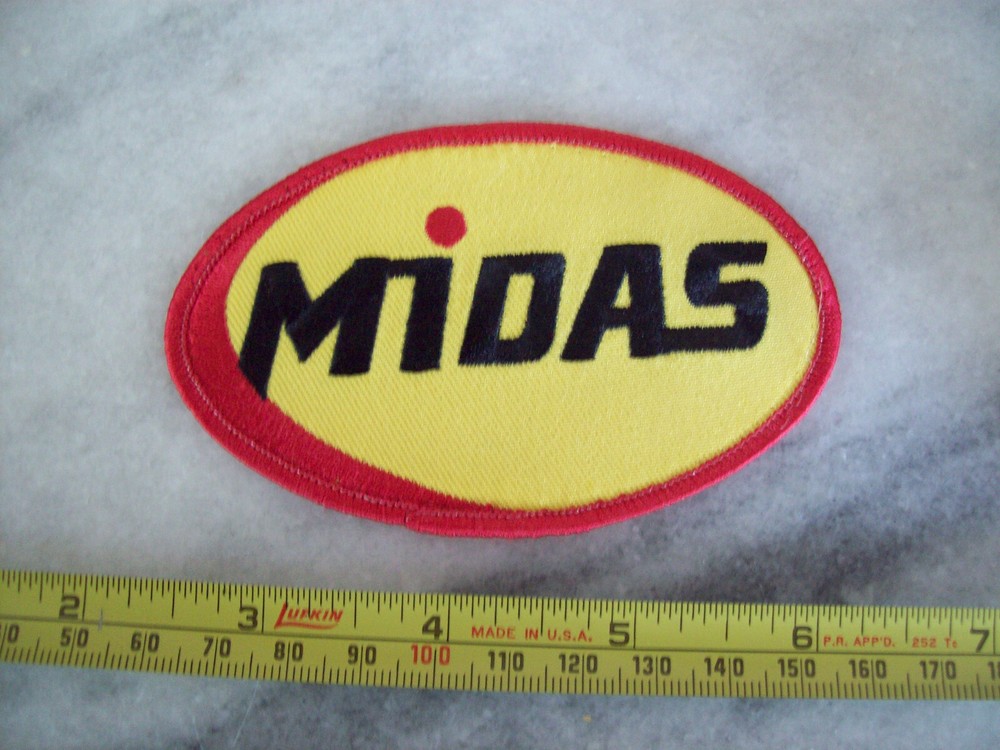 MiDAS
2 3 LUFKIN 4 MADE IN U.S.A. 5 6 P.R. APP'D. 252 Tc 7
50 60 70 80 90 100 110 120 130 140 150 160 170